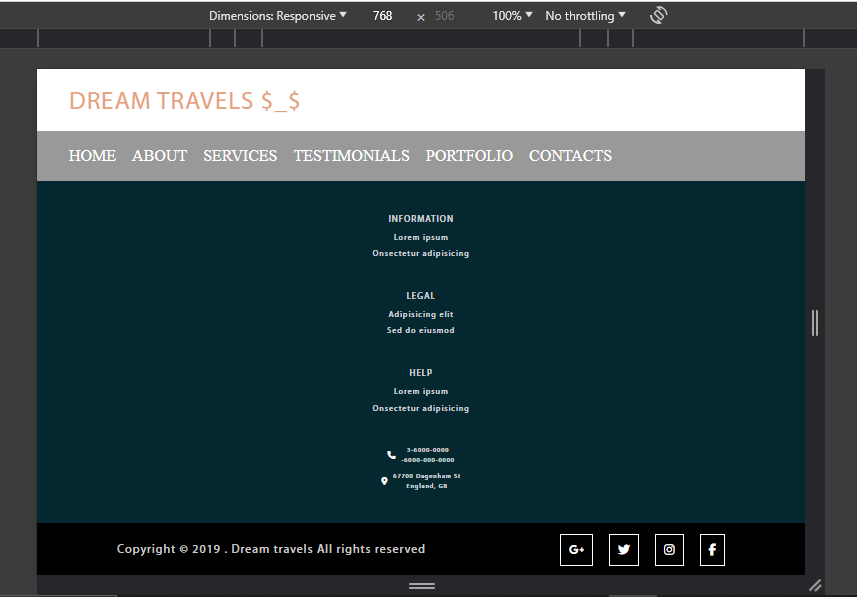 Dimensions: Responsive 768 × 506 100% No throttling
DREAM TRAVELS $_$
HOME ABOUT SERVICES TESTIMONIALS PORTFOLIO CONTACTS
INFORMATION
Lorem ipsum
Onsectetur adipisicing
LEGAL
Adipisicing elit
Sed do eiusmod
HELP
Lorem ipsum
Onsectetur adipisicing
3-6000-0000
-6000-000-0000
67700 Dagenham St
England, GB
Copyright © 2019 . Dream travels All rights reserved
G+